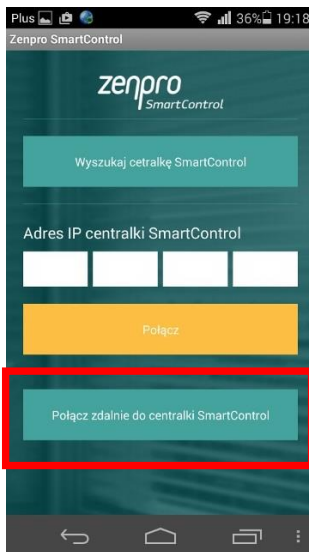 Plus 36% 19:18
Zenpro SmartControl
zenpro
SmartControl
Wyszukaj cetralkę SmartControl
Adres IP centralki SmartControl
Połącz
Połącz zdalnie do centralki SmartControl